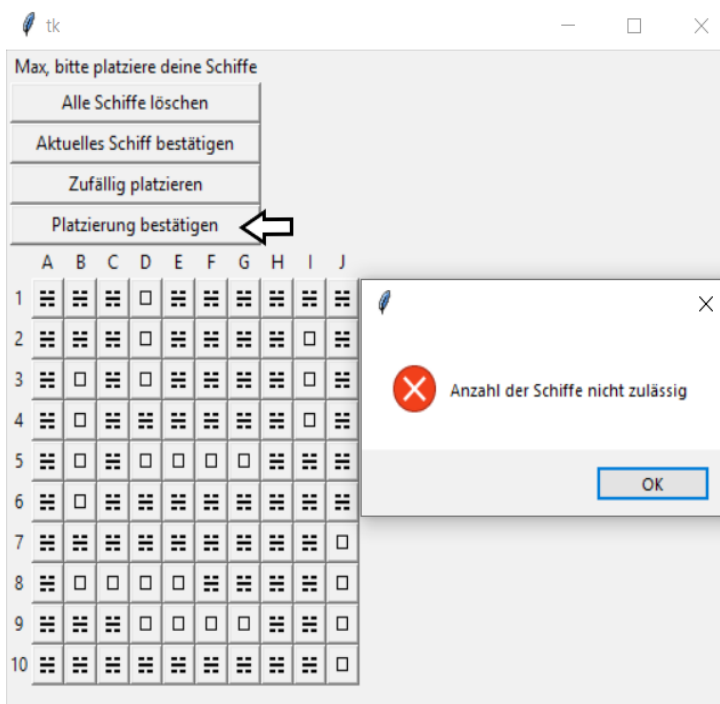 tk
Max, bitte platziere deine Schiffe
Alle Schiffe löschen
Aktuelles Schiff bestätigen
Zufällig platzieren
Platzierung bestätigen
A B C D E F G H I J
1 ☵ ☵ ☵ □ ☵ ☵ ☵ ☵ ☵ ☵
2 ☵ ☵ ☵ □ ☵ ☵ ☵ ☵ □ ☵
3 ☵ □ ☵ □ ☵ ☵ ☵ ☵ □ ☵
4 ☵ □ ☵ ☵ ☵ ☵ ☵ ☵ □ ☵
5 ☵ □ ☵ □ □ □ □ ☵ ☵ ☵
6 ☵ □ ☵ ☵ ☵ ☵ ☵ ☵ ☵ ☵
7 ☵ ☵ ☵ ☵ ☵ ☵ ☵ ☵ ☵ □
8 ☵ □ □ □ □ ☵ ☵ ☵ ☵ □
9 ☵ ☵ ☵ □ □ □ □ ☵ ☵ □
10 ☵ ☵ ☵ ☵ ☵ ☵ ☵ ☵ ☵ □
Anzahl der Schiffe nicht zulässig
OK